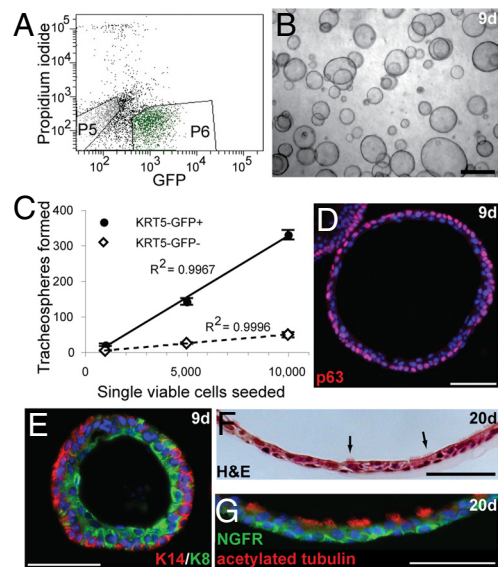 A
Propidium iodide
10^5
10^4
10^3
10^2
P5
P6
10^2 10^3 10^4 10^5
GFP
B
9d
C
Tracheospheres formed
400
300
200
100
0
KRT5-GFP+
KRT5-GFP-
R^2 = 0.9967
R^2 = 0.9996
0 5,000 10,000
Single viable cells seeded
D
9d
p63
E
9d
K14/K8
F
20d
H&E
G
20d
NGFR
acetylated tubulin